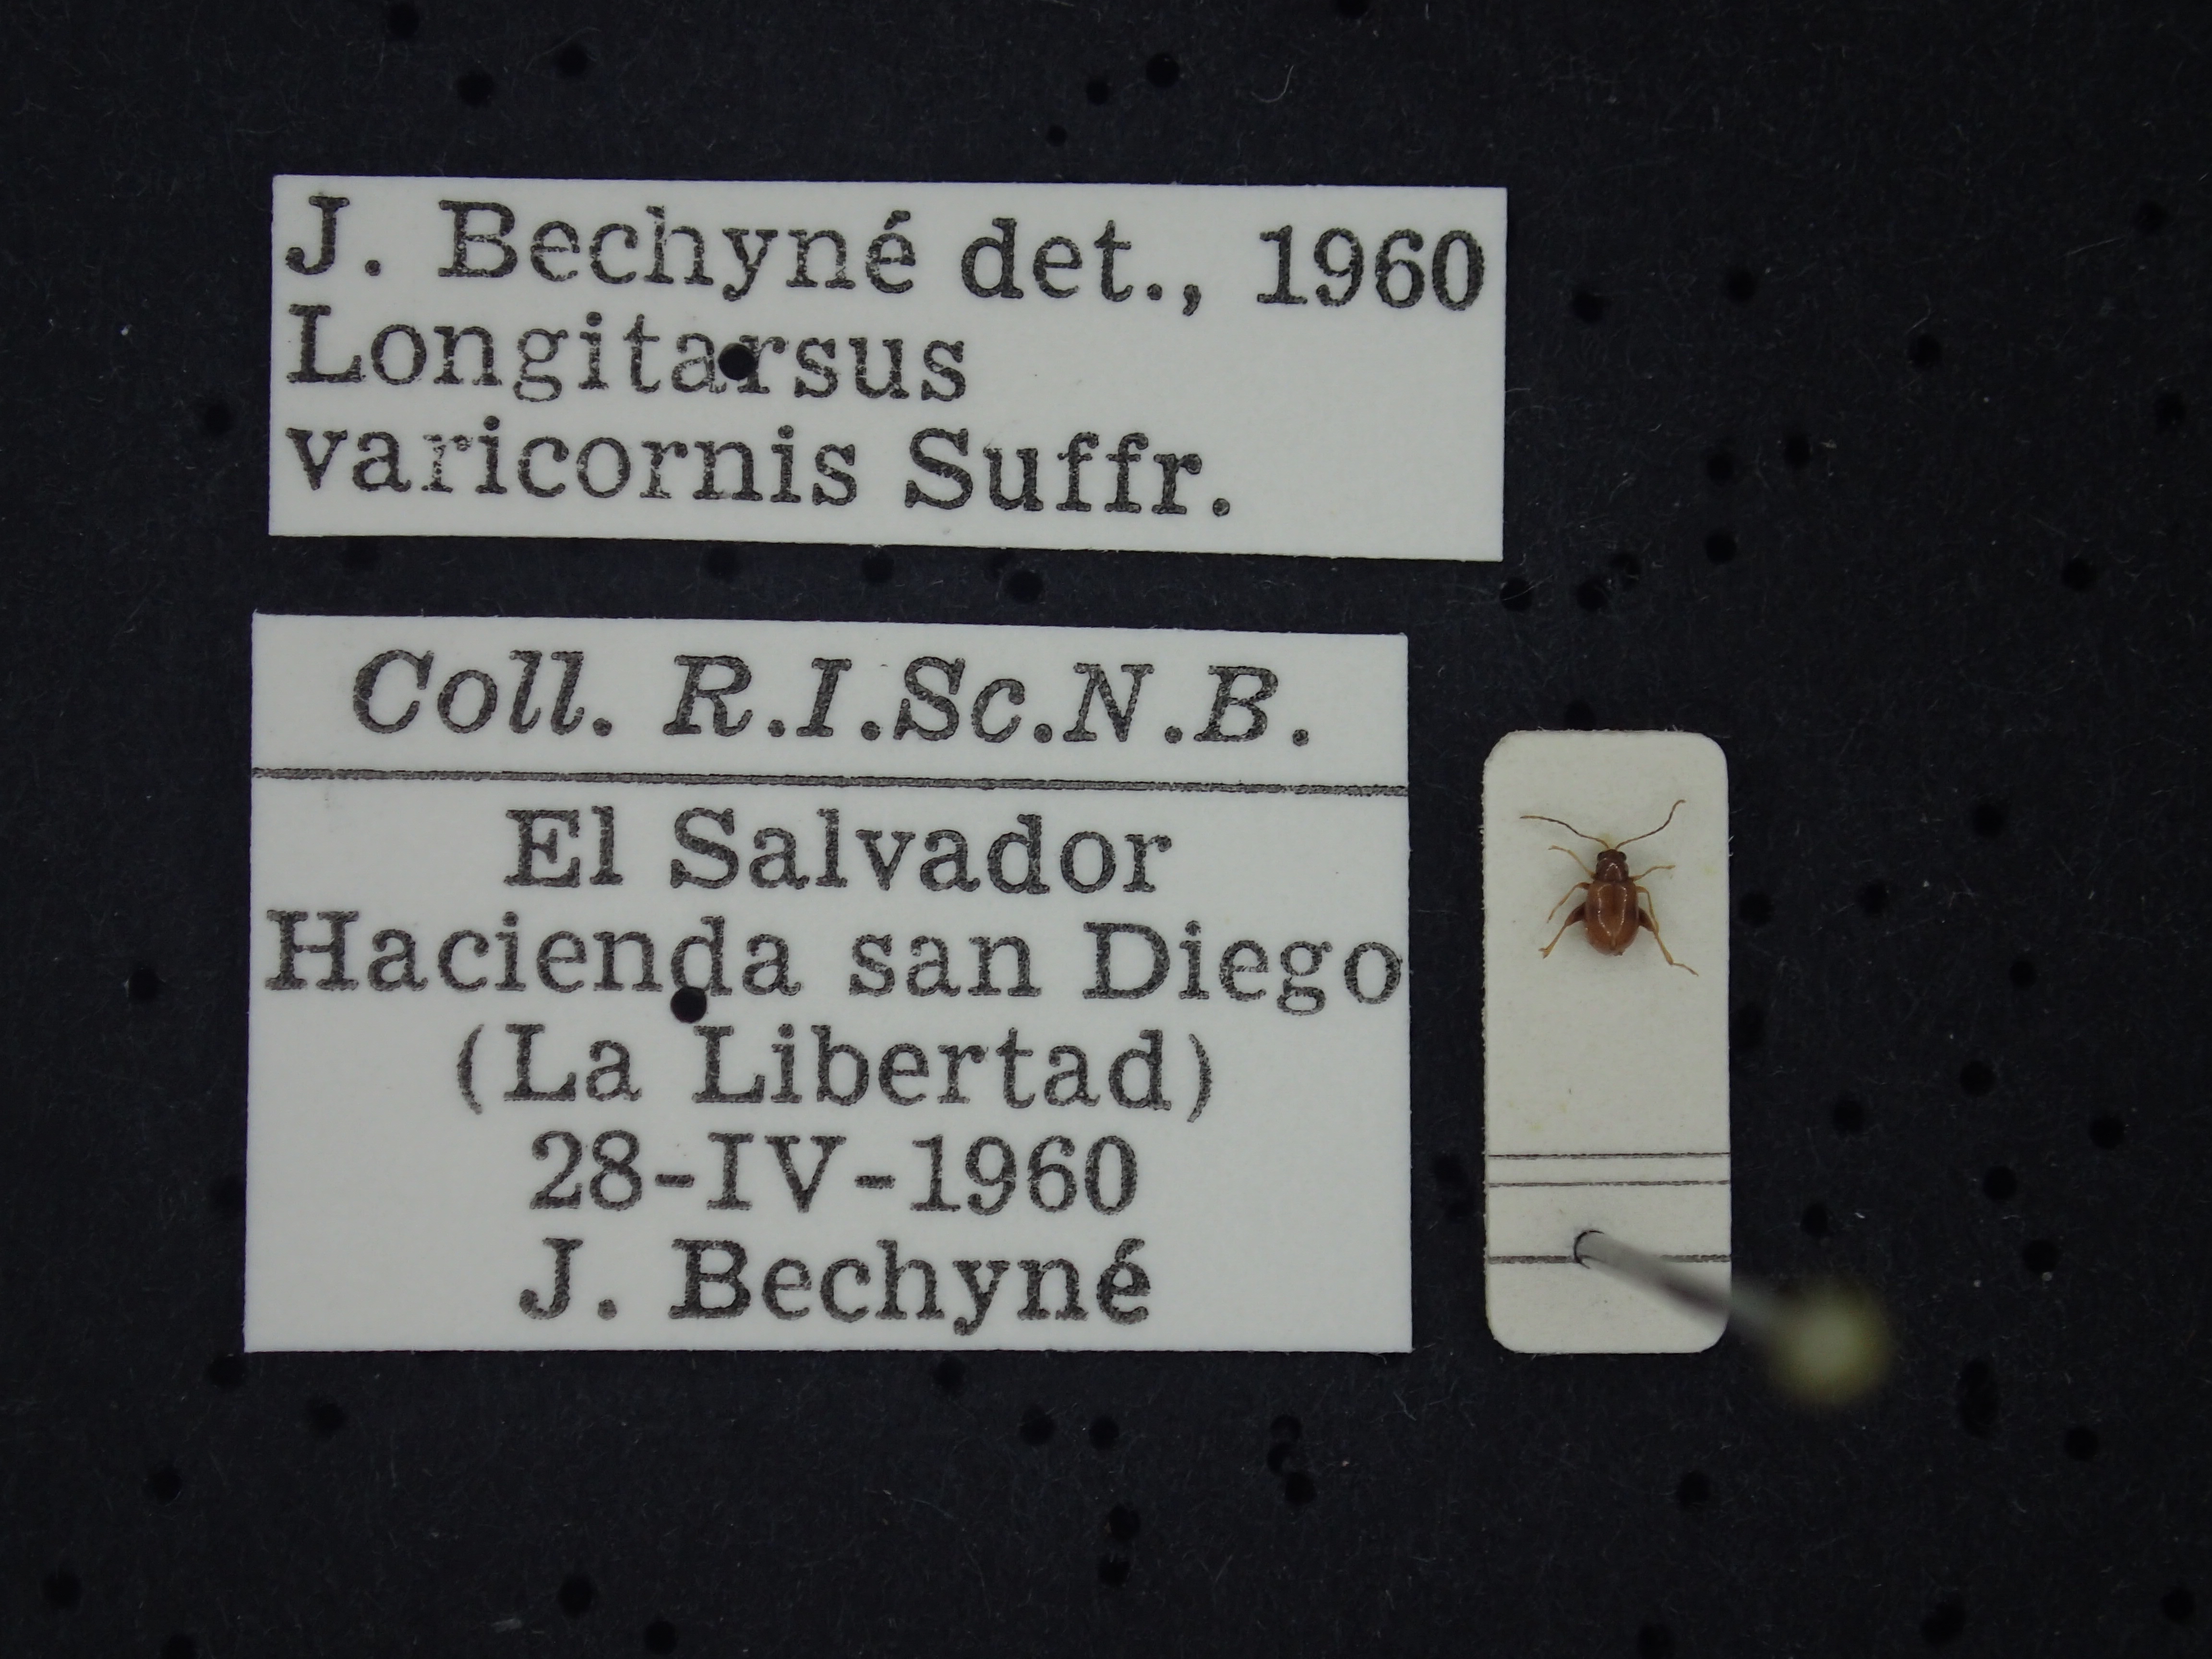 J. Bechyné det., 1960
Longitarsus
varicornis Suffr.
Coll. R.I.Sc.N.B.
El Salvador
Hacienda san Diego
(La Libertad)
28-IV-1960
J. Bechyné